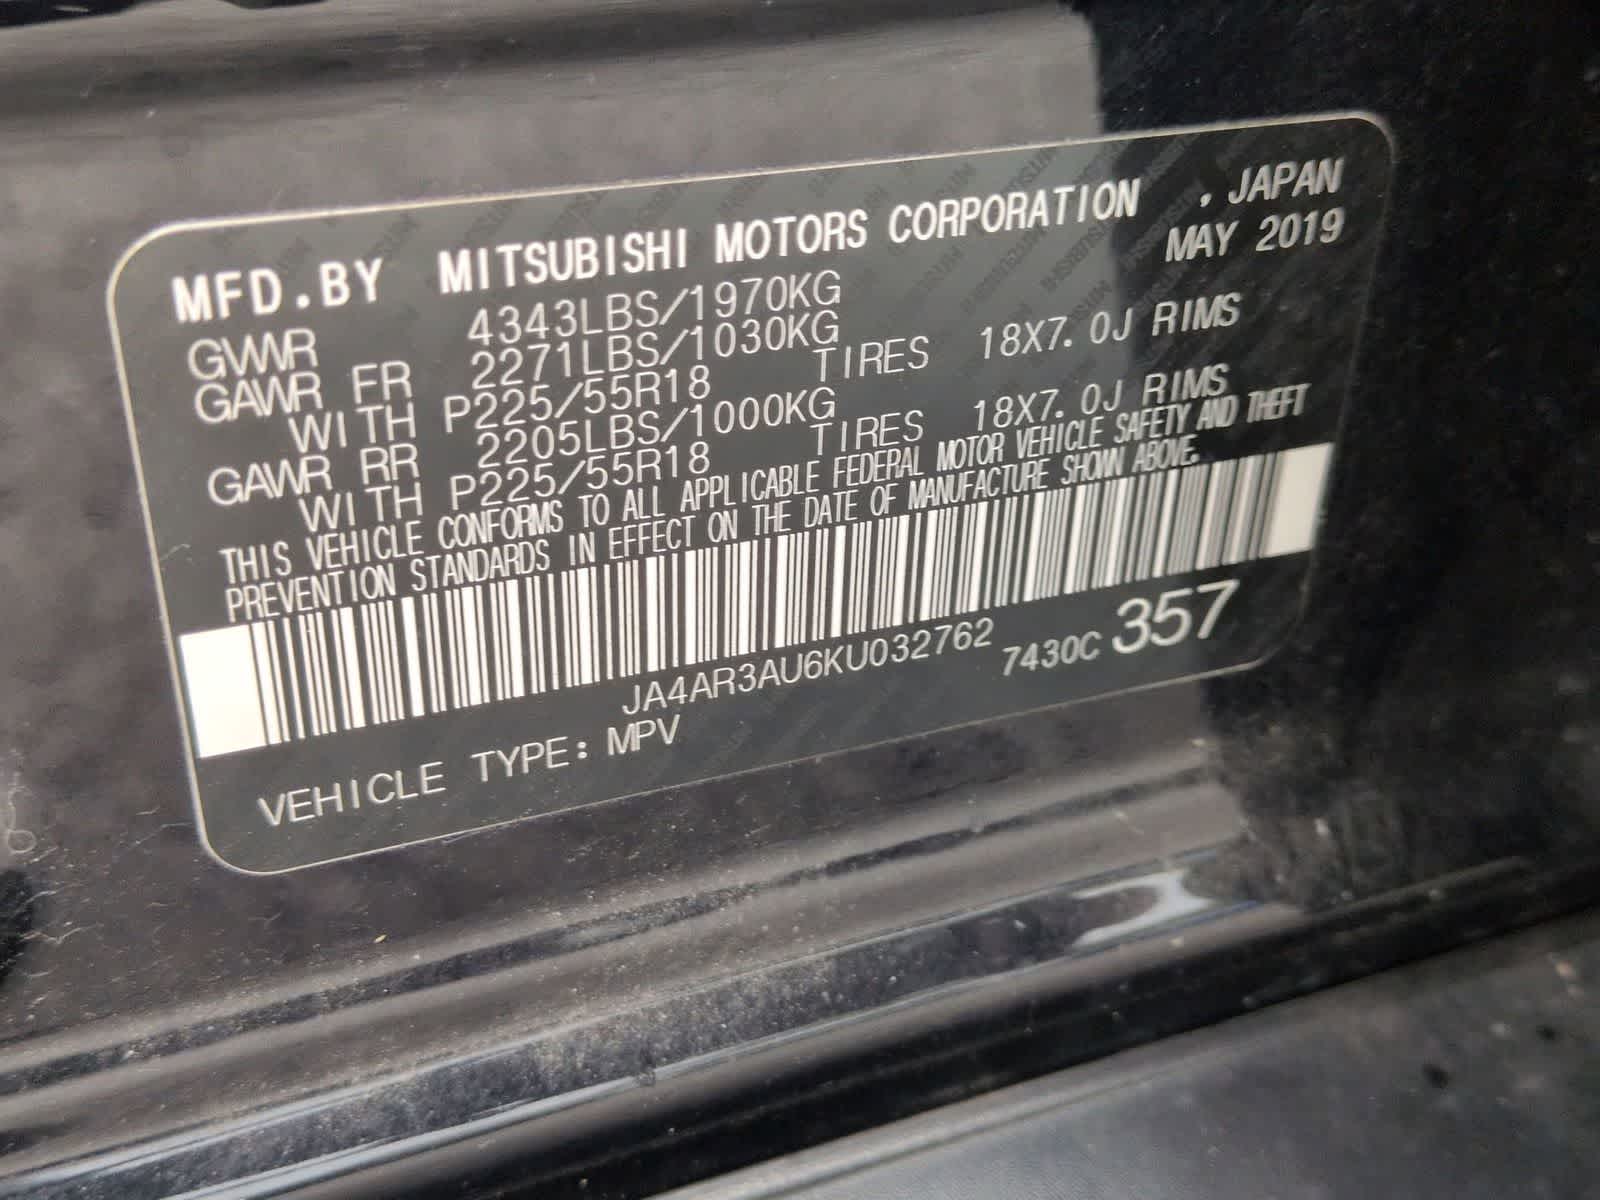 MFD.BY MITSUBISHI MOTORS CORPORATION , JAPAN
MAY 2019
GVWR 4343LBS/1970KG
GAWR FR 2271LBS/1030KG
WITH P225/55R18 TIRES 18X7.0J RIMS
GAWR RR 2205LBS/1000KG
WITH P225/55R18 TIRES 18X7.0J RIMS
THIS VEHICLE CONFORMS TO ALL APPLICABLE FEDERAL MOTOR VEHICLE SAFETY AND THEFT
PREVENTION STANDARDS IN EFFECT ON THE DATE OF MANUFACTURE SHOWN ABOVE.
JA4AR3AU6KU032762 7430C 357
VEHICLE TYPE: MPV